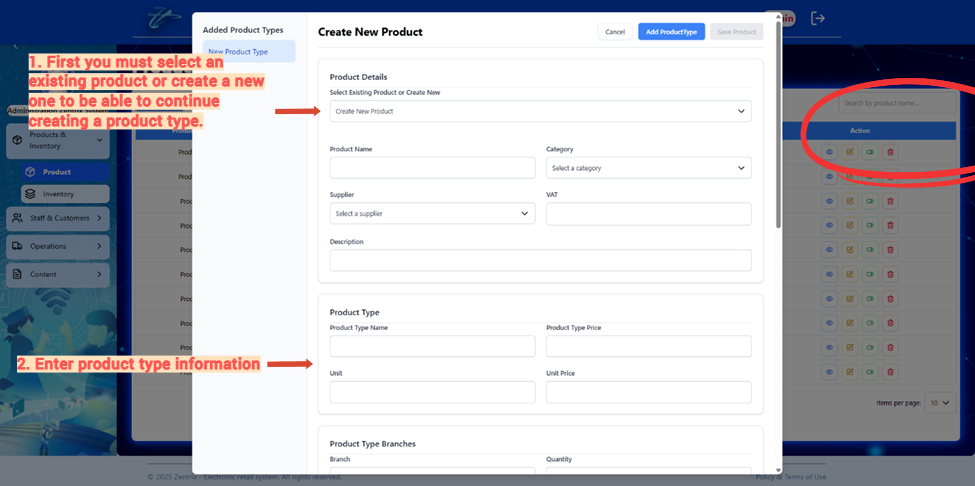 Added Product Types
New Product Type
Create New Product
Cancel
Add ProductType
Save Product
1. First you must select an
existing product or create a new
one to be able to continue
creating a product type.
Product Details
Select Existing Product or Create New
Create New Product
Product Name
Category
Select a category
Supplier
VAT
Select a supplier
Description
2. Enter product type information
Product Type
Product Type Name
Product Type Price
Unit
Unit Price
Product Type Branches
Branch
Quantity
Products &
Inventory
Product
Inventory
Staff & Customers
Operations
Content
Search by product name...
Action
Items per page:
10
© 2025 Zentrix - Electronic retail system. All rights reserved.
Policy & Terms of Use